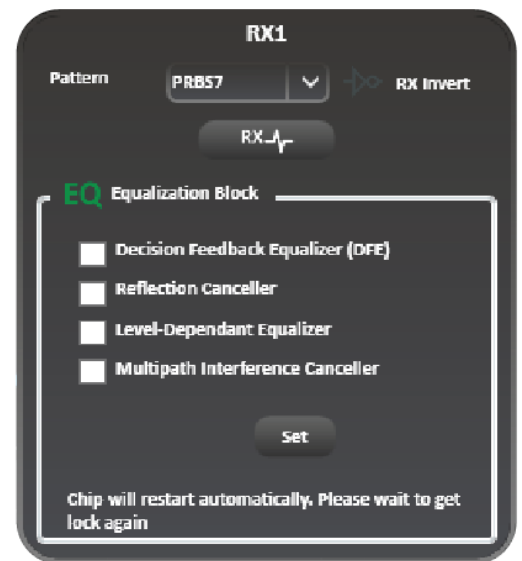 RX1
Pattern PRBS7 RX Invert
RX
EQ Equalization Block
Decision Feedback Equalizer (DFE)
Reflection Canceller
Level-Dependant Equalizer
Multipath Interference Canceller
Set
Chip will restart automatically. Please wait to get
lock again